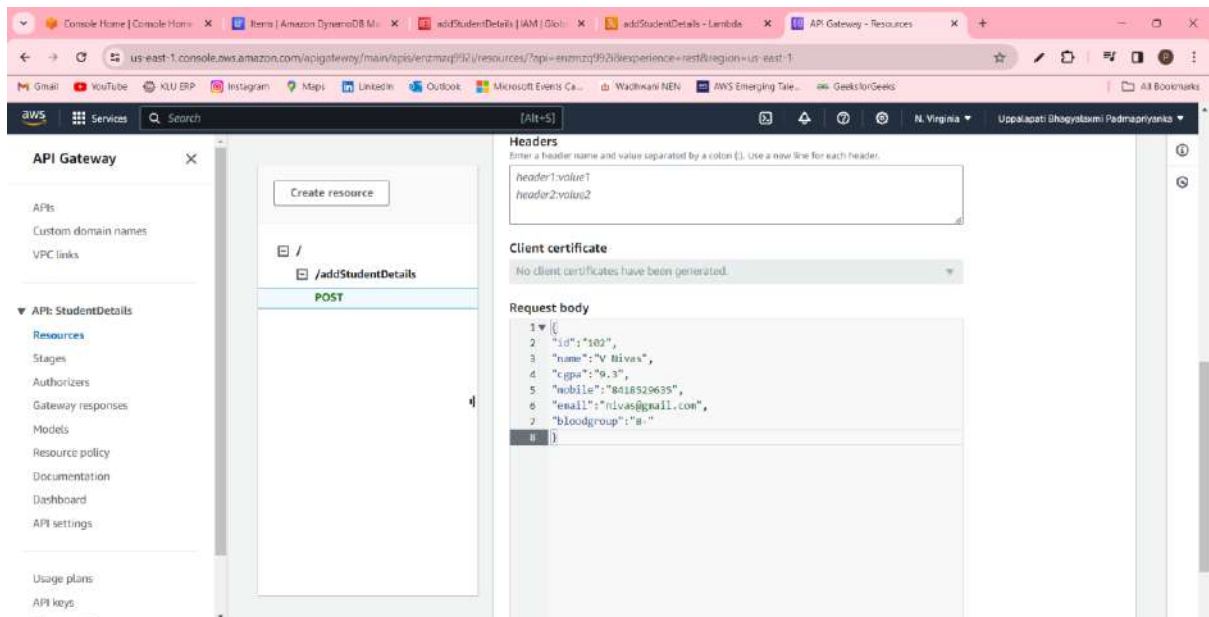 Console Home | Console Home
Items | Amazon DynamoDB Ma
addStudentDetails | IAM | Glob
addStudentDetails - Lambda
API Gateway - Resources
us-east-1.console.aws.amazon.com/apigateway/main/apis/enzmzq992i/resources/?api=enzmzq992i&experience=rest&region=us-east-1
Gmail
YouTube
KLU ERP
Instagram
Maps
LinkedIn
Outlook
Microsoft Events Ca...
Wadhwani NEN
AWS Emerging Tale...
GeeksforGeeks
All Bookmarks
aws
Services
Search
[Alt+S]
N. Virginia
Uppalapati Bhagyalaxmi Padmapriyanka
API Gateway
APIs
Custom domain names
VPC links
API: StudentDetails
Resources
Stages
Authorizers
Gateway responses
Models
Resource policy
Documentation
Dashboard
API settings
Usage plans
API keys
Create resource
/
/addStudentDetails
POST
Headers
Enter a header name and value separated by a colon (:). Use a new line for each header.
header1:value1
header2:value2
Client certificate
No client certificates have been generated.
Request body
1 {
2 "id":"102",
3 "name":"V Nivas",
4 "cgpa":"9.3",
5 "mobile":"8418529635",
6 "email":"nivas@gmail.com",
7 "bloodgroup":
8 }